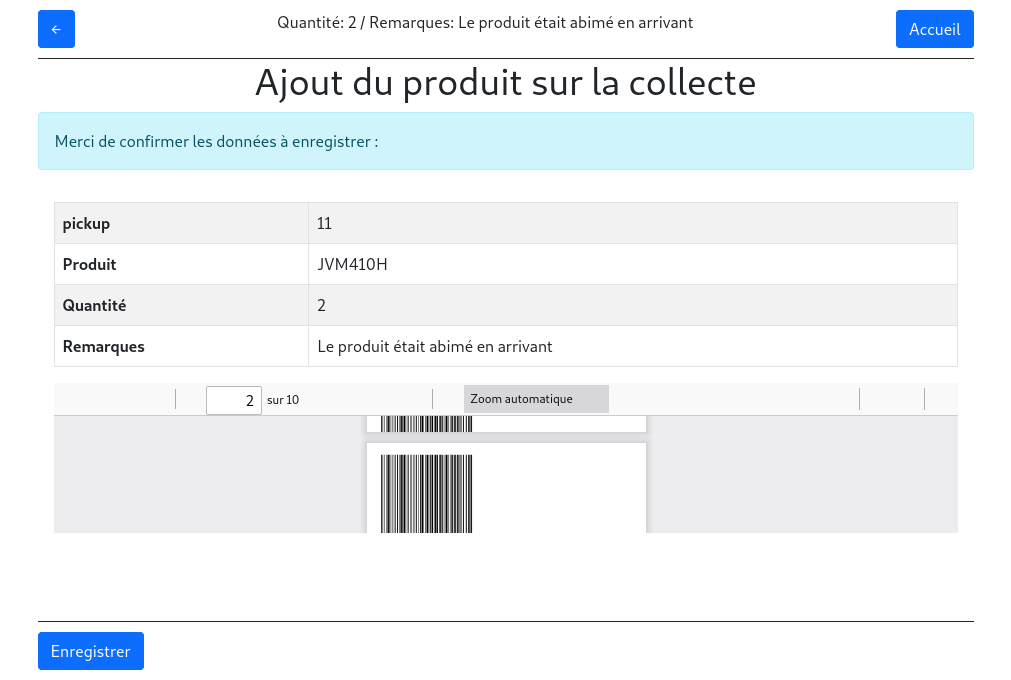 ←
Quantité: 2 / Remarques: Le produit était abimé en arrivant
Accueil
Ajout du produit sur la collecte
Merci de confirmer les données à enregistrer :
pickup 11
Produit JVM410H
Quantité 2
Remarques Le produit était abimé en arrivant
2 sur 10 Zoom automatique
Enregistrer